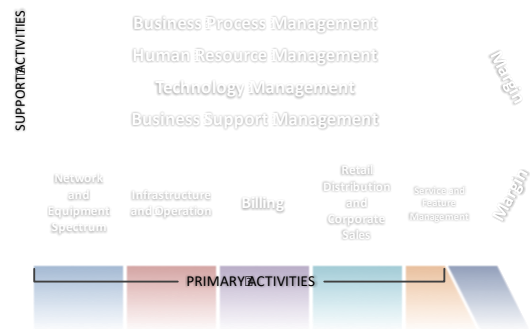 SUPPORT ACTIVITIES
Business Process Management
Human Resource Management
Technology Management
Business Support Management
Margin
Network
and
Equipment
Spectrum
Infrastructure
and Operation
Billing
Retail
Distribution
and
Corporate
Sales
Service and
Feature
Management
Margin
PRIMARY ACTIVITIES